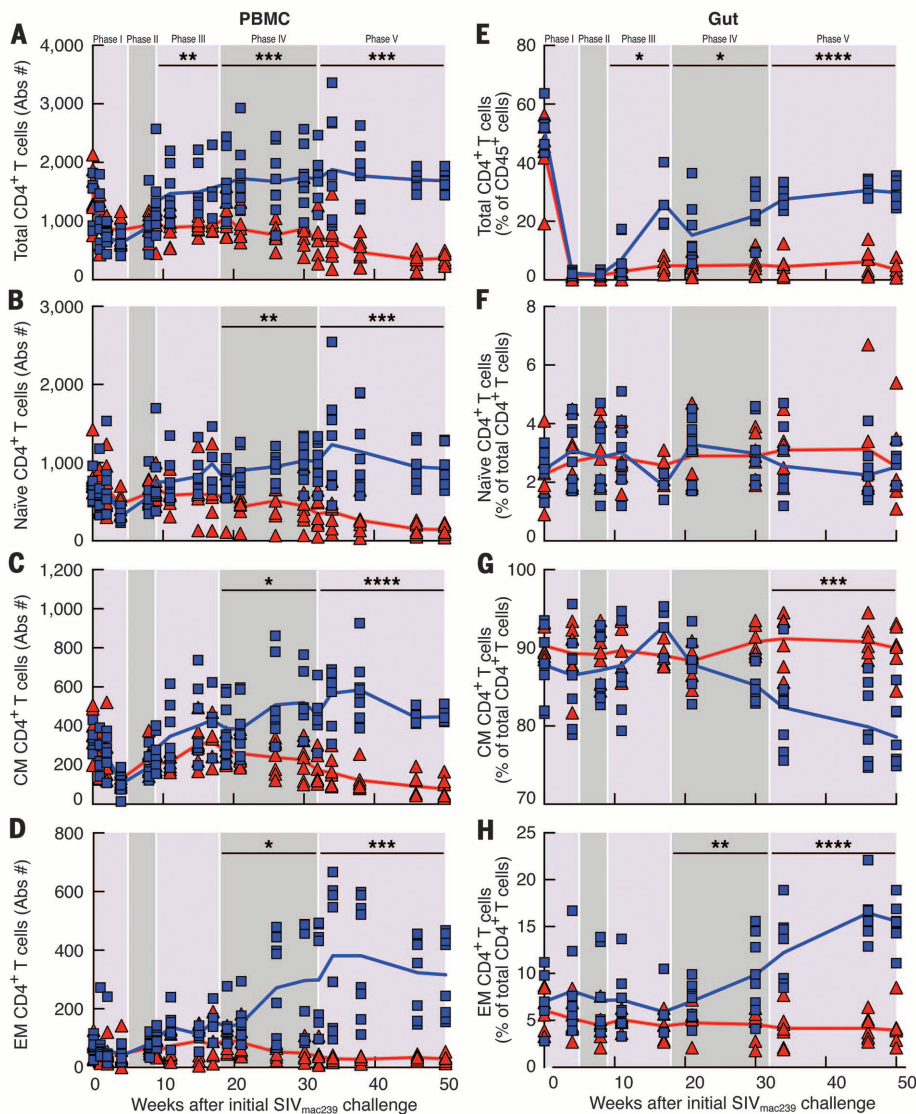 PBMC
Gut
A
Phase I Phase II Phase III Phase IV Phase V
4,000
3,000
2,000
1,000
0
Total CD4+ T cells (Abs #)
** *** ***
E
Phase I Phase II Phase III Phase IV Phase V
80
60
40
20
0
Total CD4+ T cells
(% of CD45+ cells)
* * ****
B
3,000
2,000
1,000
0
Naïve CD4+ T cells (Abs #)
** ***
F
8
6
4
2
0
Naïve CD4+ T cells
(% of total CD4+ T cells)
C
1,200
1,000
800
600
400
200
0
CM CD4+ T cells (Abs #)
* ****
G
100
90
80
70
CM CD4+ T cells
(% of total CD4+ T cells)
***
D
800
600
400
200
0
EM CD4+ T cells (Abs #)
* ***
0 10 20 30 40 50
Weeks after initial SIVmac239 challenge
H
25
20
15
10
5
0
EM CD4+ T cells
(% of total CD4+ T cells)
** ****
0 10 20 30 40 50
Weeks after initial SIVmac239 challenge